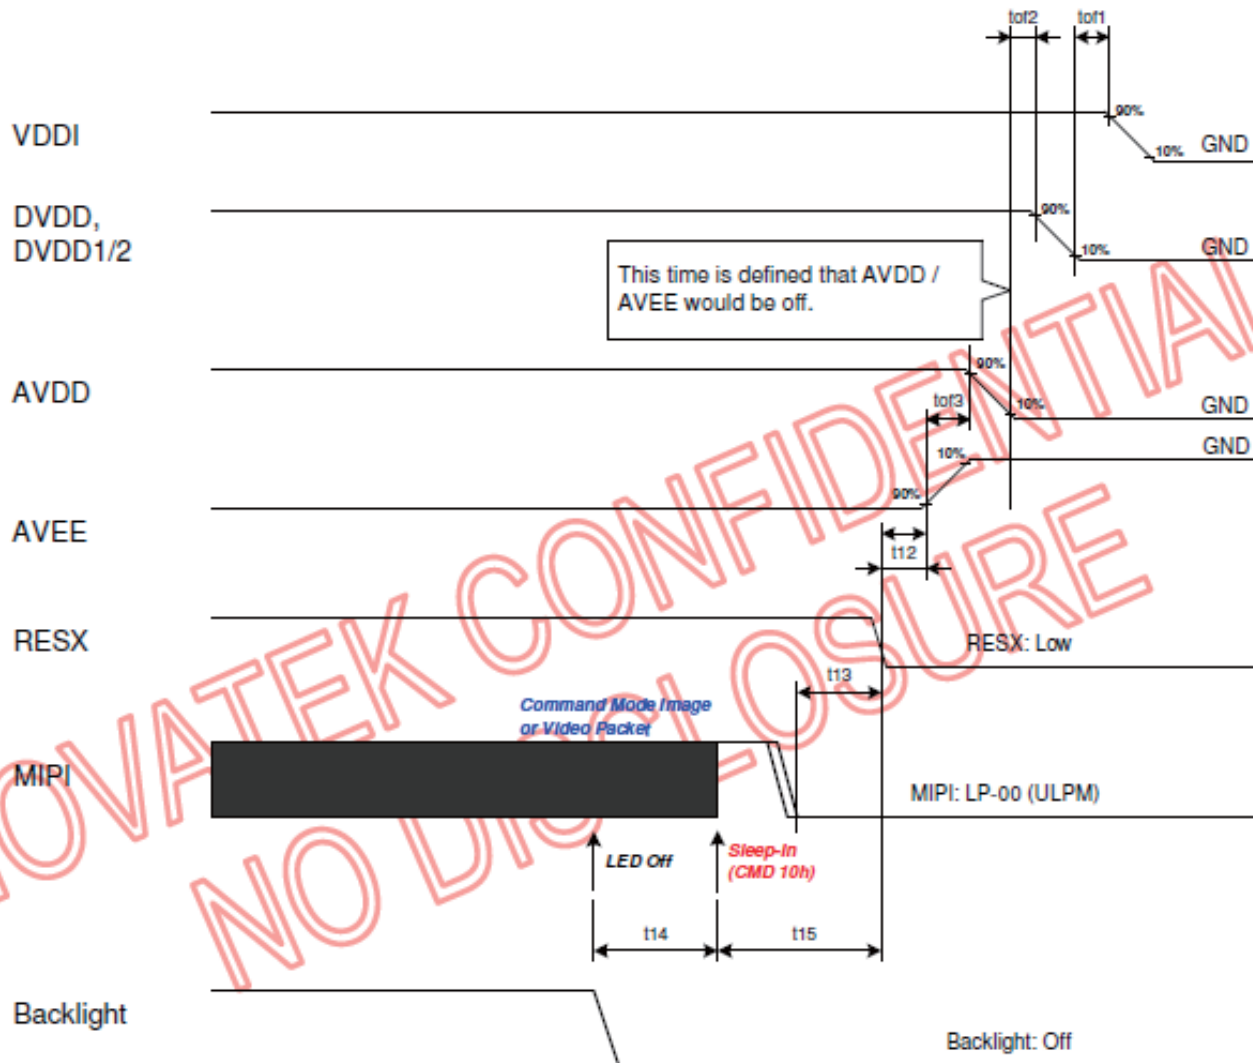 tof2
tof1
VDDI
90%
10%
GND
DVDD,
DVDD1/2
90%
10%
GND
This time is defined that AVDD /
AVEE would be off.
AVDD
90%
tof3
10%
GND
GND
10%
90%
AVEE
t12
RESX
RESX: Low
t13
Command Mode Image
or Video Packet
MIPI
MIPI: LP-00 (ULPM)
LED Off
Sleep-In
(CMD 10h)
t14
t15
Backlight
Backlight: Off
OVATEK CONFIDENTIAL
NO DISCLOSURE